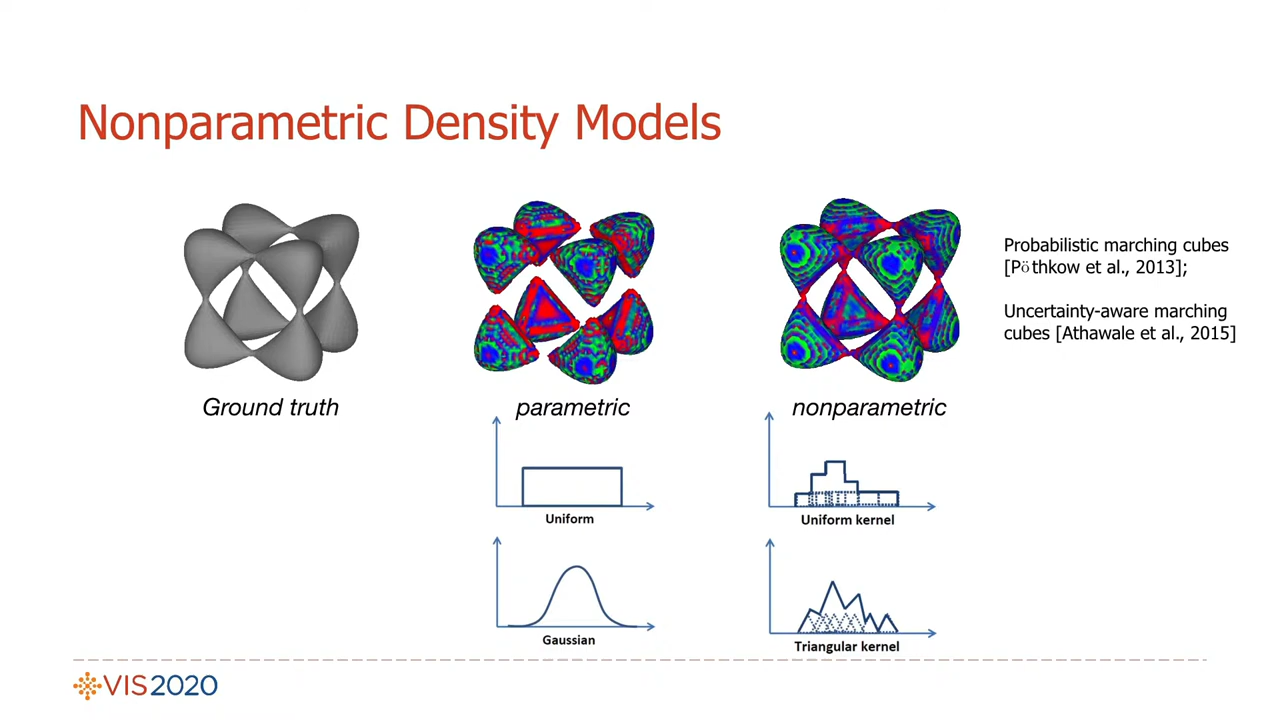 Nonparametric Density Models
Ground truth
parametric
nonparametric
Probabilistic marching cubes
[Pöthkow et al., 2013];
Uncertainty-aware marching
cubes [Athawale et al., 2015]
Uniform
Uniform kernel
Gaussian
Triangular kernel
VIS2020